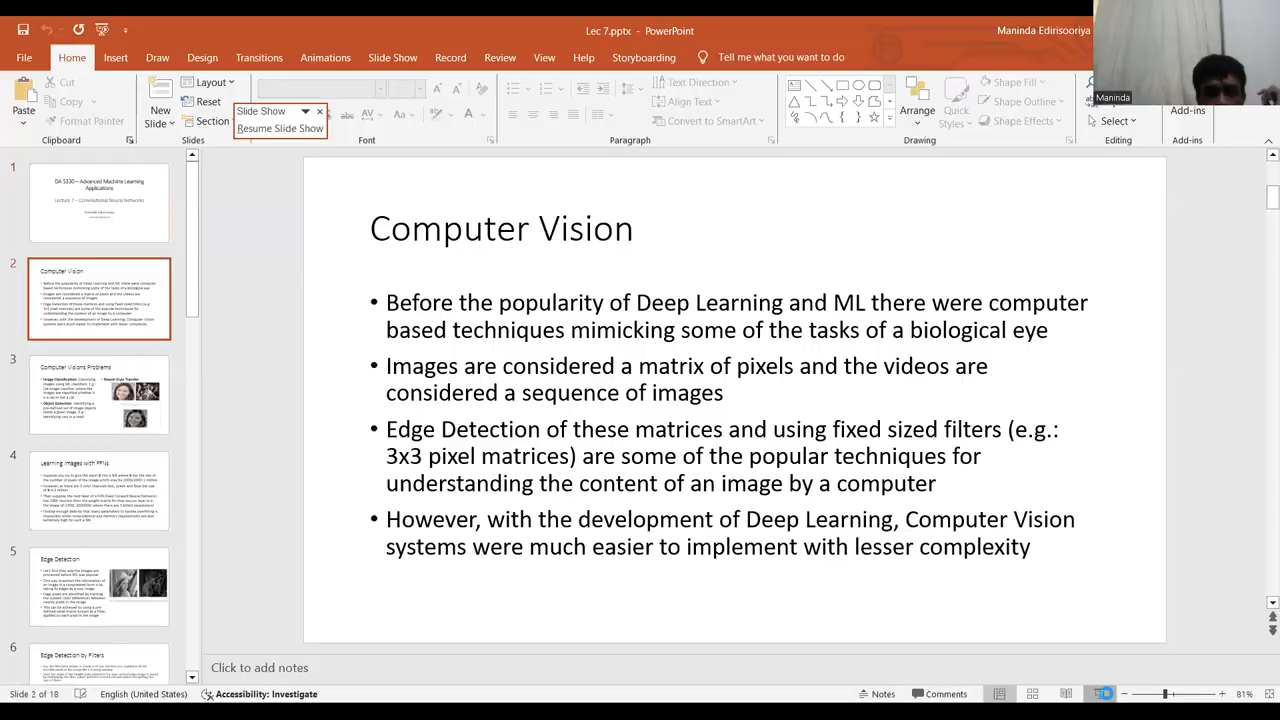 Lec 7.pptx - PowerPoint
Maninda Edirisooriya
File Home Insert Draw Design Transitions Animations Slide Show Record Review View Help Storyboarding Tell me what you want to do
Paste
Cut
Copy
Format Painter
Clipboard
New
Slide
Layout
Reset
Section
Slides
Slide Show
Resume Slide Show
Font
Text Direction
Align Text
Convert to SmartArt
Paragraph
Arrange
Quick
Styles
Shape Fill
Shape Outline
Shape Effects
Drawing
Select
Editing
Add-ins
Add-ins
Maninda
1
DA 5330 – Advanced Machine Learning
Applications
Lecture 7 – Convolutional Neural Networks
2
Computer Vision
3
Computer Visions Problems
4
Learning Images with FFNs
5
Edge Detection
6
Edge Detection by Filters
Computer Vision
• Before the popularity of Deep Learning and ML there were computer
based techniques mimicking some of the tasks of a biological eye
• Images are considered a matrix of pixels and the videos are
considered a sequence of images
• Edge Detection of these matrices and using fixed sized filters (e.g.:
3x3 pixel matrices) are some of the popular techniques for
understanding the content of an image by a computer
• However, with the development of Deep Learning, Computer Vision
systems were much easier to implement with lesser complexity
Click to add notes
Slide 2 of 18 English (United States) Accessibility: Investigate Notes Comments 81%